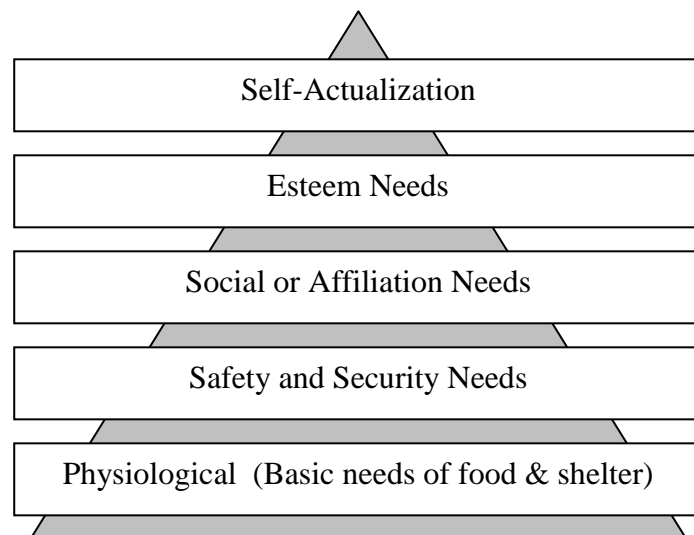 Self-Actualization
Esteem Needs
Social or Affiliation Needs
Safety and Security Needs
Physiological  (Basic needs of food & shelter)